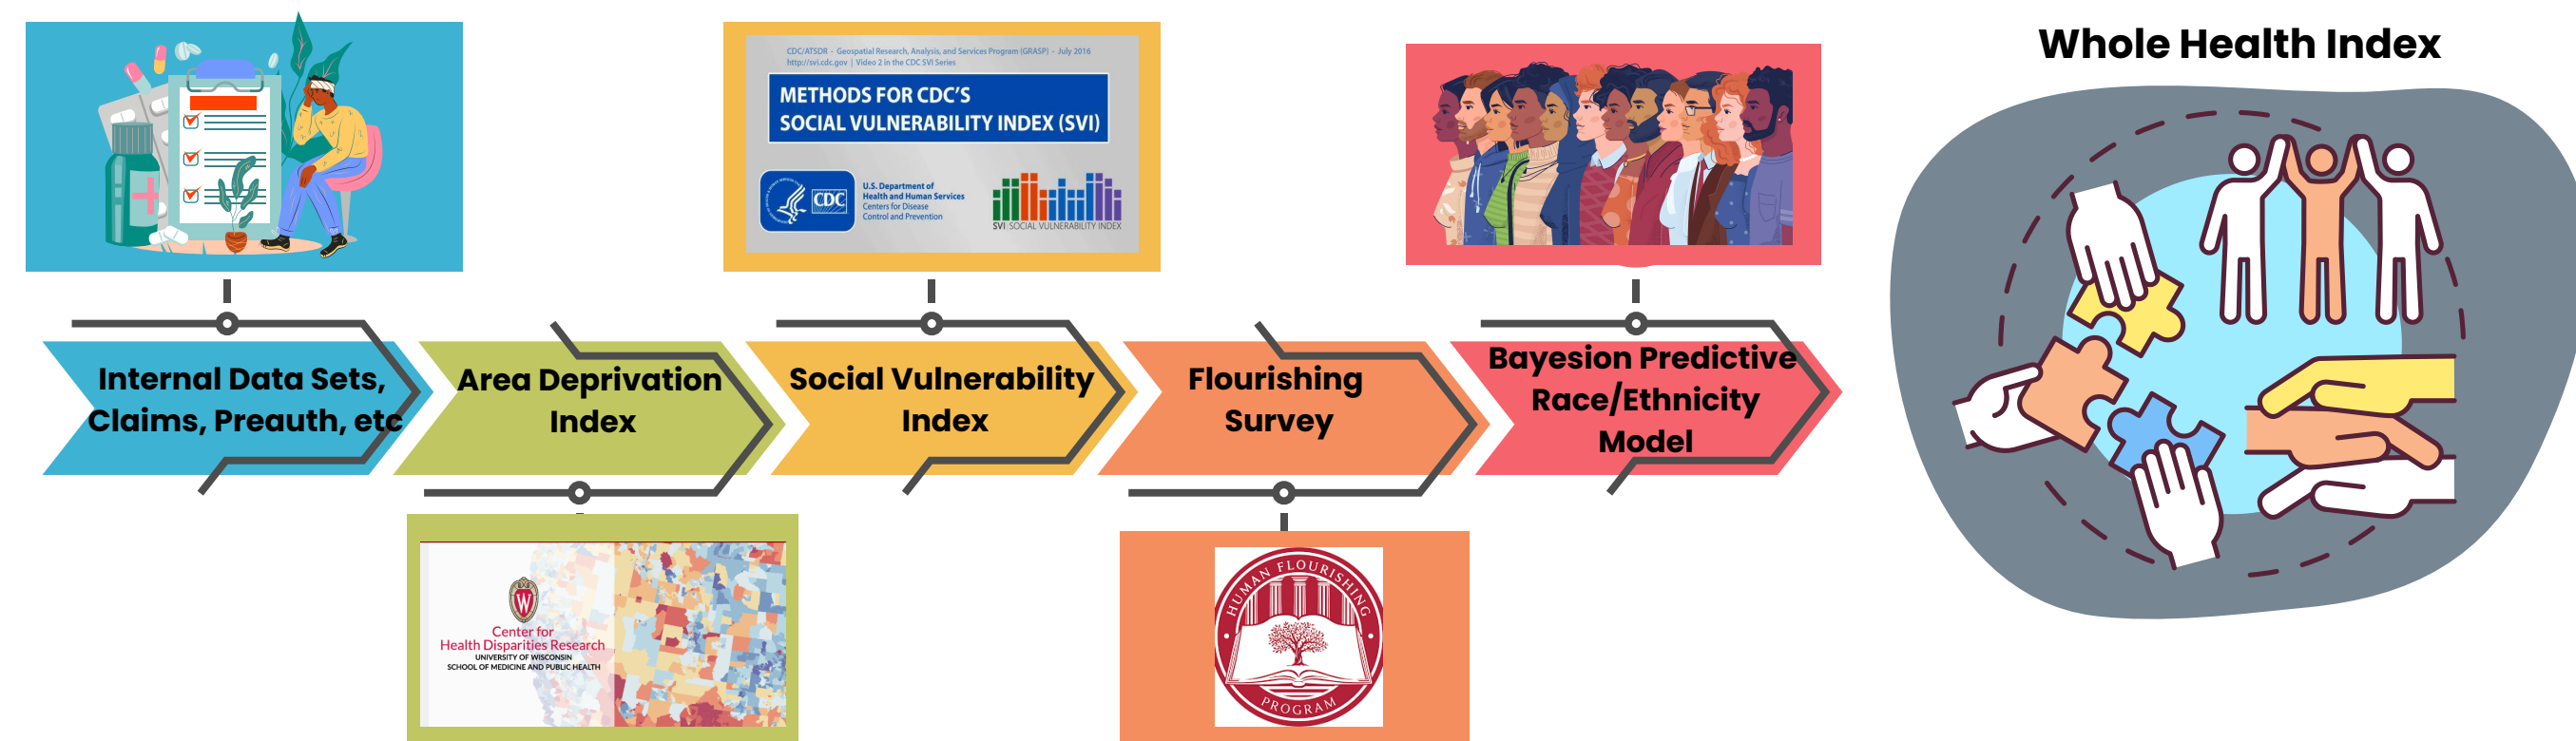 Whole Health Index
CDC/ATSDR - Geospatial Research, Analysis, and Services Program (GRASP) - July 2016
http://svi.cdc.gov | Video 2 in the CDC SVI Series
METHODS FOR CDC'S
SOCIAL VULNERABILITY INDEX (SVI)
CDC
U.S. Department of
Health and Human Services
Centers for Disease
Control and Prevention
SVI SOCIAL VULNERABILITY INDEX
Internal Data Sets,
Claims, Preauth, etc
Area Deprivation
Index
Social Vulnerability
Index
Flourishing
Survey
Bayesion Predictive
Race/Ethnicity
Model
W
Center for
Health Disparities Research
UNIVERSITY OF WISCONSIN
SCHOOL OF MEDICINE AND PUBLIC HEALTH
HUMAN FLOURISHING
PROGRAM